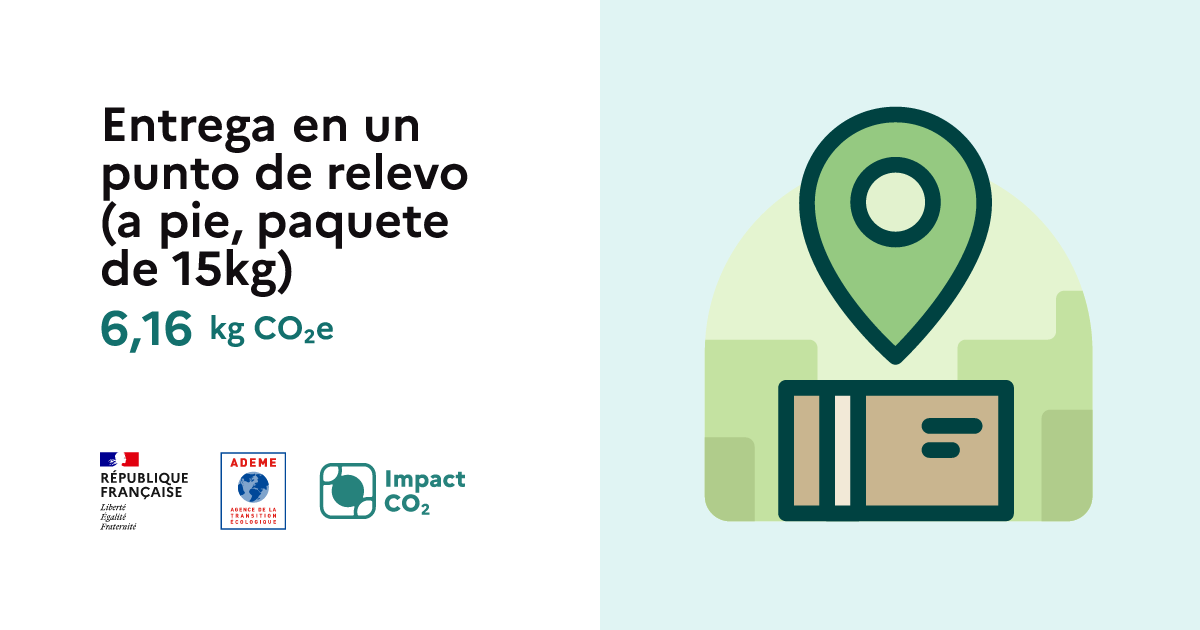 Entrega en un
punto de relevo
(a pie, paquete
de 15kg)
6,16 kg CO₂e
RÉPUBLIQUE
FRANÇAISE
Liberté
Égalité
Fraternité
ADEME
AGENCE DE LA
TRANSITION
ÉCOLOGIQUE
Impact
CO₂